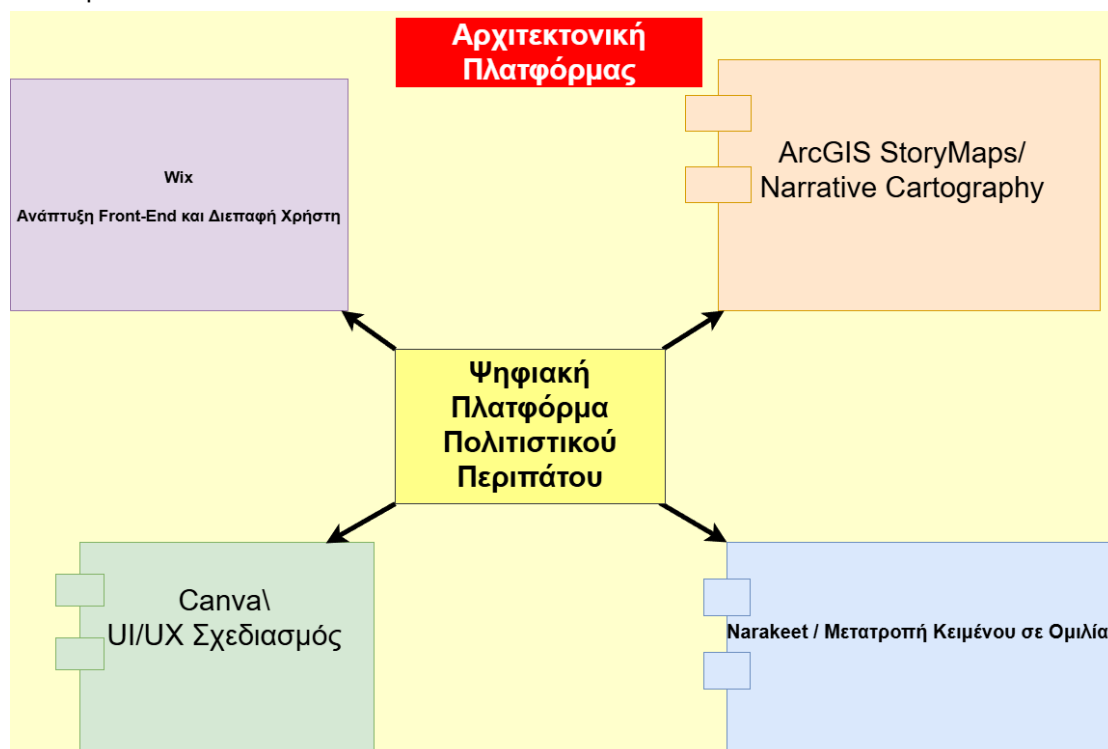 Αρχιτεκτονική
Πλατφόρμας
Wix
Ανάπτυξη Front-End και Διεπαφή Χρήστη
ArcGIS StoryMaps/
Narrative Cartography
Ψηφιακή
Πλατφόρμα
Πολιτιστικού
Περιπάτου
Canva\
UI/UX Σχεδιασμός
Narakeet / Μετατροπή Κειμένου σε Ομιλία